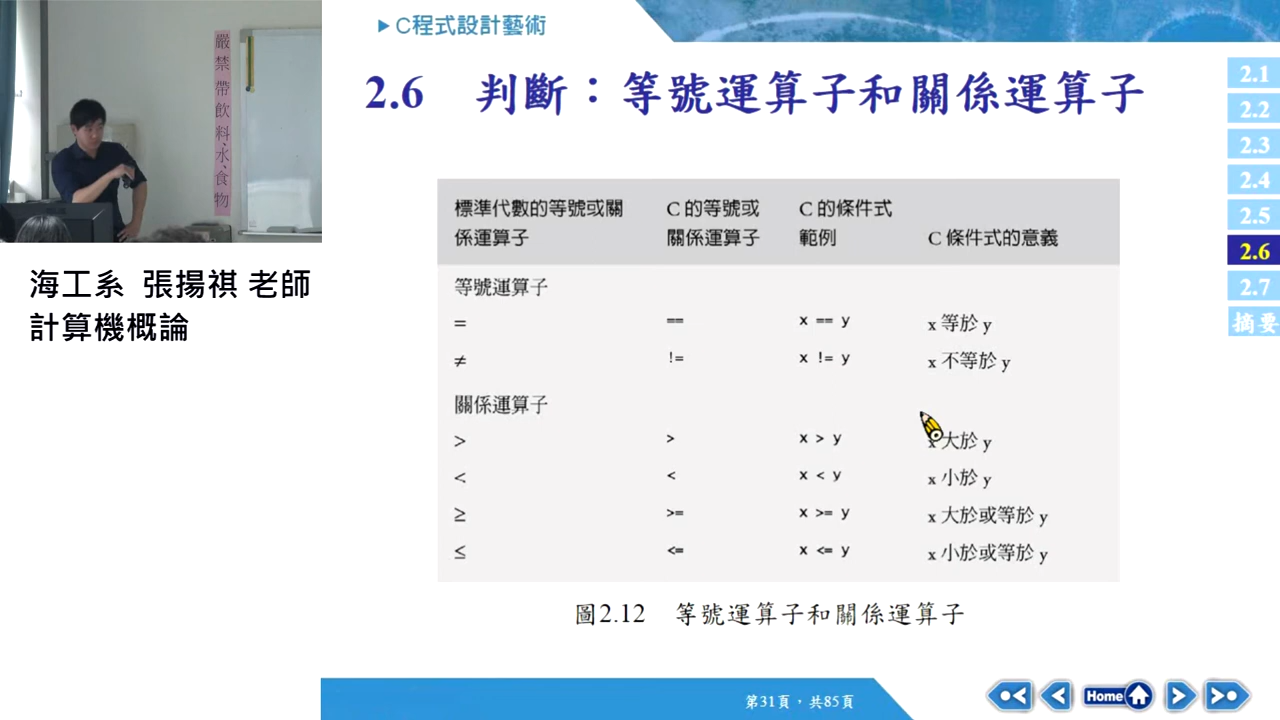 嚴禁帶飲料、水、食物
海工系 張揚祺 老師
計算機概論
C程式設計藝術
2.6 判斷：等號運算子和關係運算子
標準代數的等號或關係運算子
C 的等號或關係運算子
C 的條件式範例
C 條件式的意義
等號運算子
= == x == y x 等於 y
≠ != x != y x 不等於 y
關係運算子
> > x > y x 大於 y
< < x < y x 小於 y
≥ >= x >= y x 大於或等於 y
≤ <= x <= y x 小於或等於 y
圖2.12 等號運算子和關係運算子
2.1
2.2
2.3
2.4
2.5
2.6
2.7
摘要
第31頁，共85頁
Home